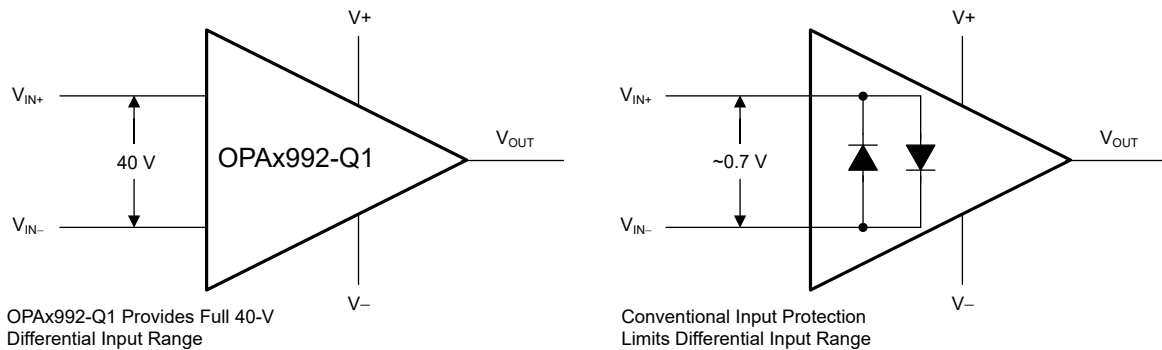 V+
V_IN+
40 V
OPAx992-Q1
V_OUT
V_IN–
V–
OPAx992-Q1 Provides Full 40-V
Differential Input Range
V+
V_IN+
~0.7 V
V_OUT
V_IN–
V–
Conventional Input Protection
Limits Differential Input Range